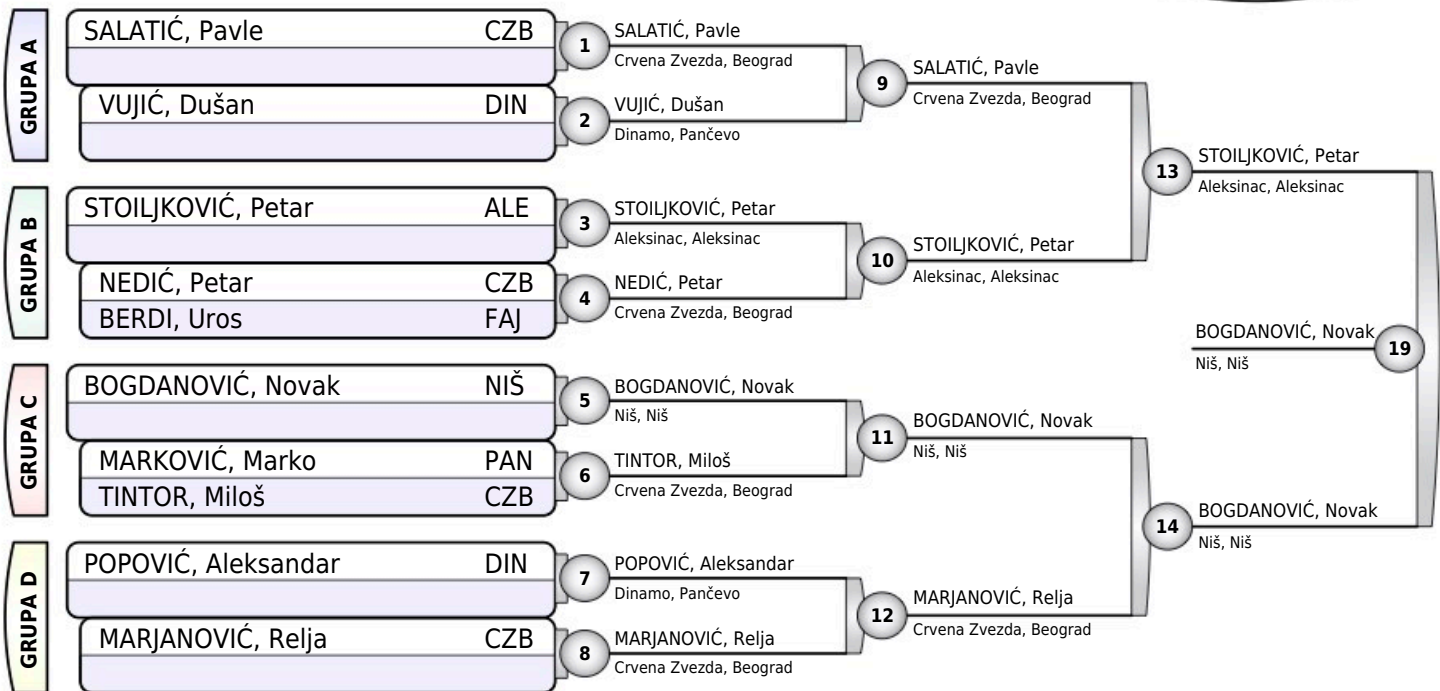 GRUPA A
SALATIĆ, Pavle CZB
VUJIĆ, Dušan DIN
1
SALATIĆ, Pavle
Crvena Zvezda, Beograd
2
VUJIĆ, Dušan
Dinamo, Pančevo
9
SALATIĆ, Pavle
Crvena Zvezda, Beograd
GRUPA B
STOILJKOVIĆ, Petar ALE
NEDIĆ, Petar CZB
BERDI, Uros FAJ
3
STOILJKOVIĆ, Petar
Aleksinac, Aleksinac
4
NEDIĆ, Petar
Crvena Zvezda, Beograd
10
STOILJKOVIĆ, Petar
Aleksinac, Aleksinac
13
STOILJKOVIĆ, Petar
Aleksinac, Aleksinac
GRUPA C
BOGDANOVIĆ, Novak NIŠ
MARKOVIĆ, Marko PAN
TINTOR, Miloš CZB
5
BOGDANOVIĆ, Novak
Niš, Niš
6
TINTOR, Miloš
Crvena Zvezda, Beograd
11
BOGDANOVIĆ, Novak
Niš, Niš
GRUPA D
POPOVIĆ, Aleksandar DIN
MARJANOVIĆ, Relja CZB
7
POPOVIĆ, Aleksandar
Dinamo, Pančevo
8
MARJANOVIĆ, Relja
Crvena Zvezda, Beograd
12
MARJANOVIĆ, Relja
Crvena Zvezda, Beograd
14
BOGDANOVIĆ, Novak
Niš, Niš
BOGDANOVIĆ, Novak
Niš, Niš
19